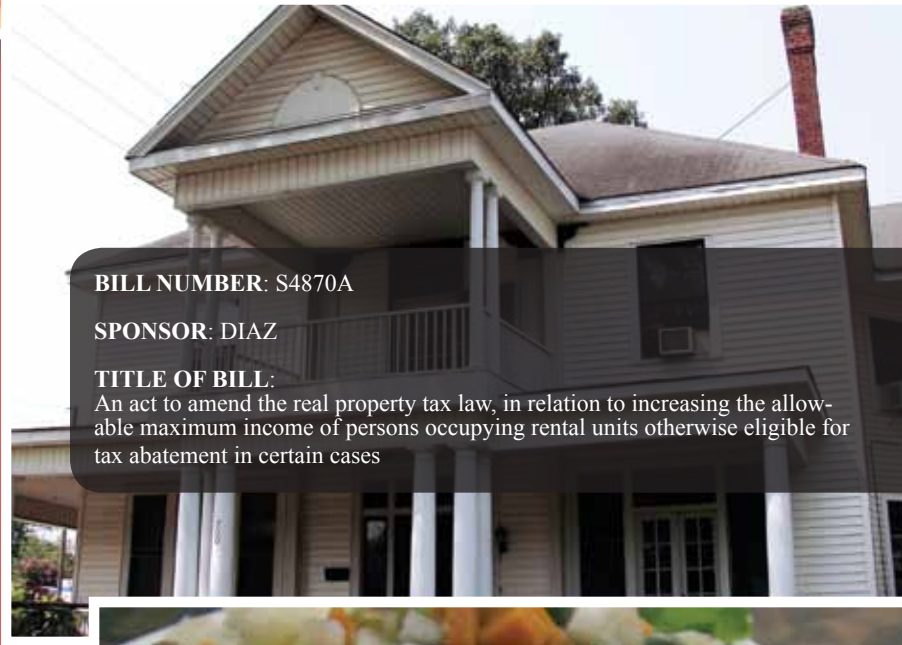 BILL NUMBER: S4870A
SPONSOR: DIAZ
TITLE OF BILL:
An act to amend the real property tax law, in relation to increasing the allow-
able maximum income of persons occupying rental units otherwise eligible for
tax abatement in certain cases